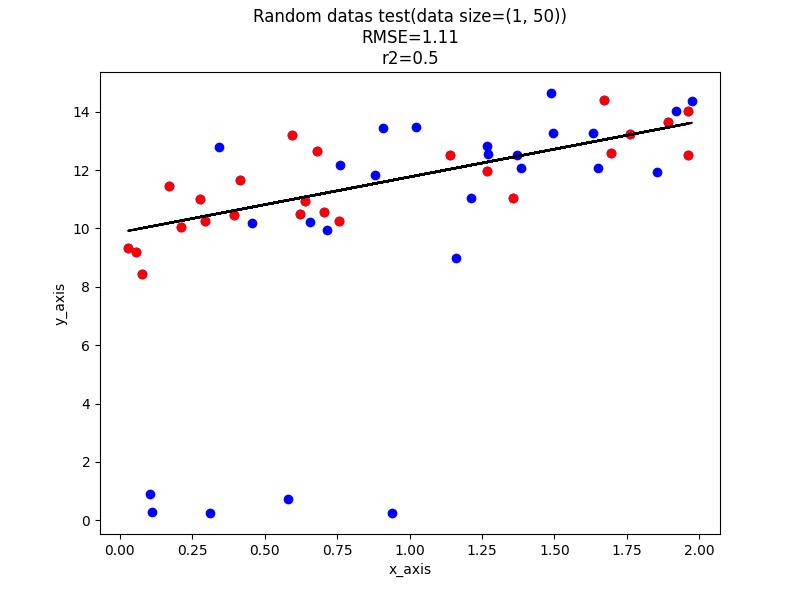 Random datas test(data size=(1, 50))
RMSE=1.11
r2=0.5
14
12
10
8
6
4
2
0
y_axis
0.00 0.25 0.50 0.75 1.00 1.25 1.50 1.75 2.00
x_axis